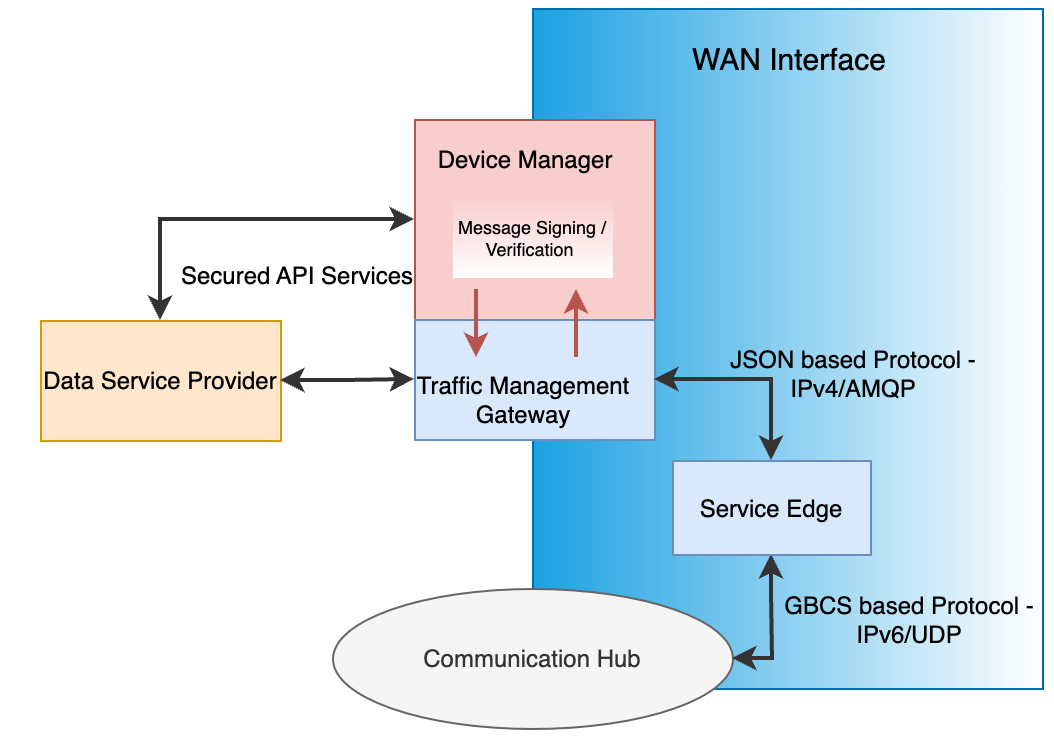 WAN Interface
Device Manager
Message Signing /
Verification
Secured API Services
Data Service Provider
Traffic Management
Gateway
JSON based Protocol -
IPv4/AMQP
Service Edge
GBCS based Protocol -
IPv6/UDP
Communication Hub